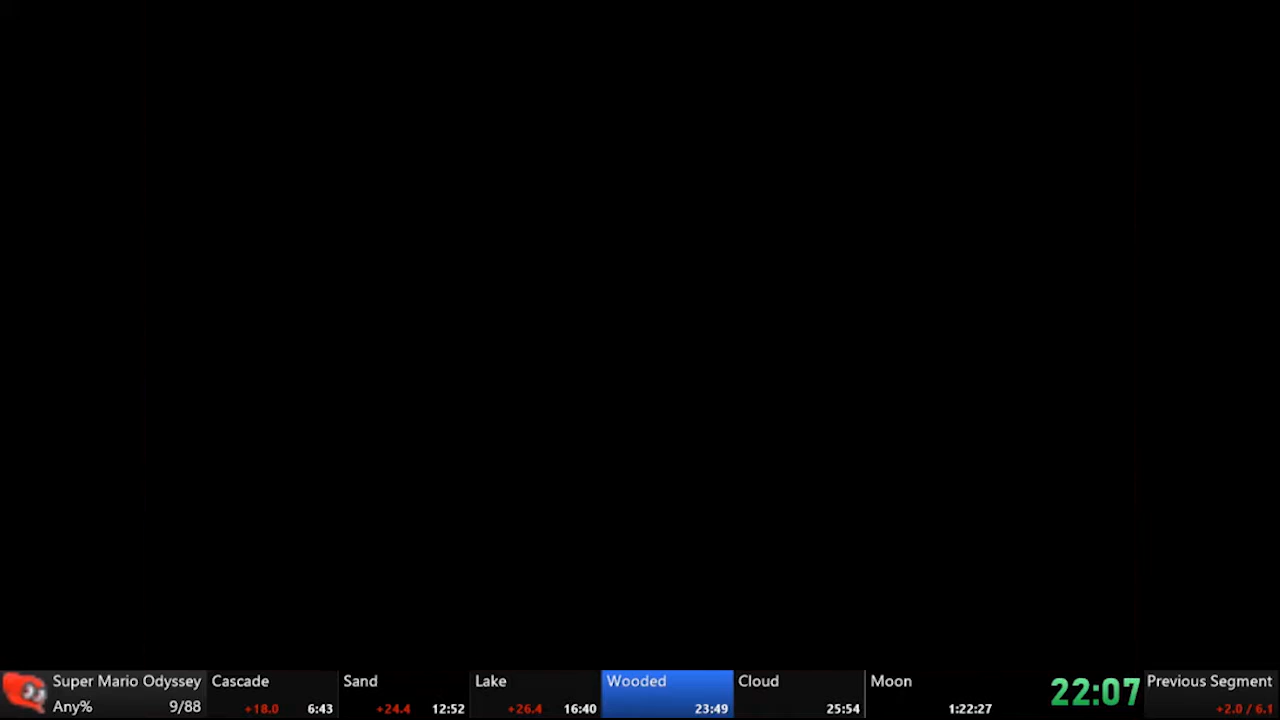 Super Mario Odyssey
Any% 9/88
Cascade
+18.0 6:43
Sand
+24.4 12:52
Lake
+26.4 16:40
Wooded
23:49
Cloud
25:54
Moon
1:22:27
22:07
Previous Segment
+2.0 / 6.1